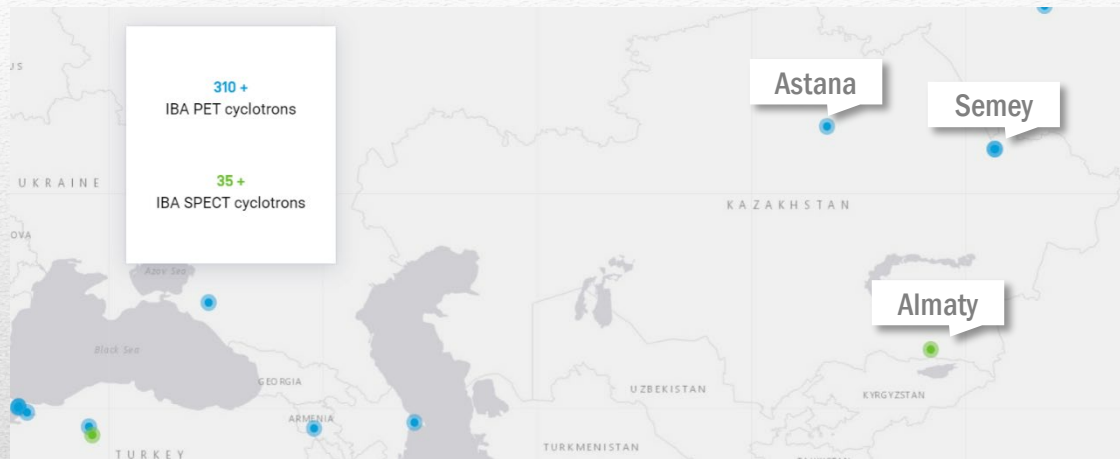 US
310 +
IBA PET cyclotrons
Astana
Semey
35 +
IBA SPECT cyclotrons
UKRAINE
KAZAKHSTAN
OVA
Azov Sea
Almaty
Black Sea
GEORGIA
UZBEKISTAN
KYRGYZSTAN
ARMENIA
TURKEY
TURKMENISTAN